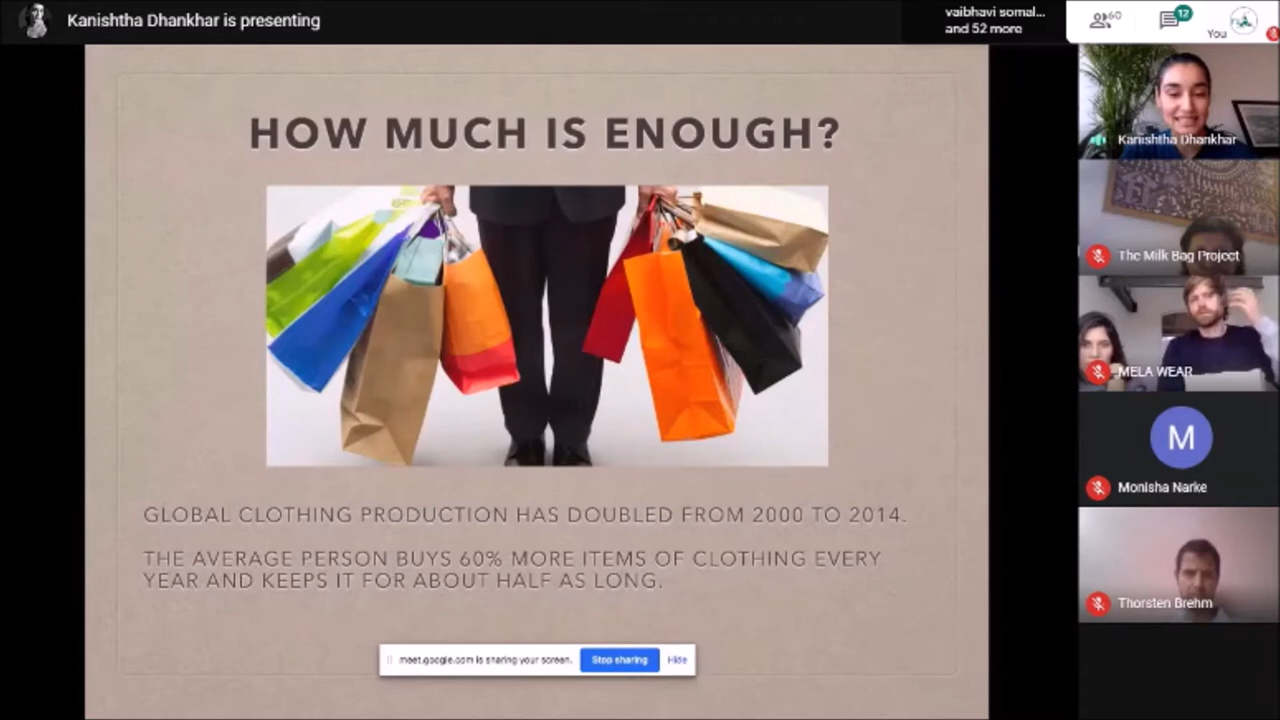 Kanishtha Dhankhar is presenting
vaibhavi somal...
and 52 more
60
12
You
HOW MUCH IS ENOUGH?
GLOBAL CLOTHING PRODUCTION HAS DOUBLED FROM 2000 TO 2014.
THE AVERAGE PERSON BUYS 60% MORE ITEMS OF CLOTHING EVERY
YEAR AND KEEPS IT FOR ABOUT HALF AS LONG.
meet.google.com is sharing your screen.
Stop sharing
Hide
Kanishtha Dhankhar
The Milk Bag Project
MELA WEAR
M
Monisha Narke
Thorsten Brehm